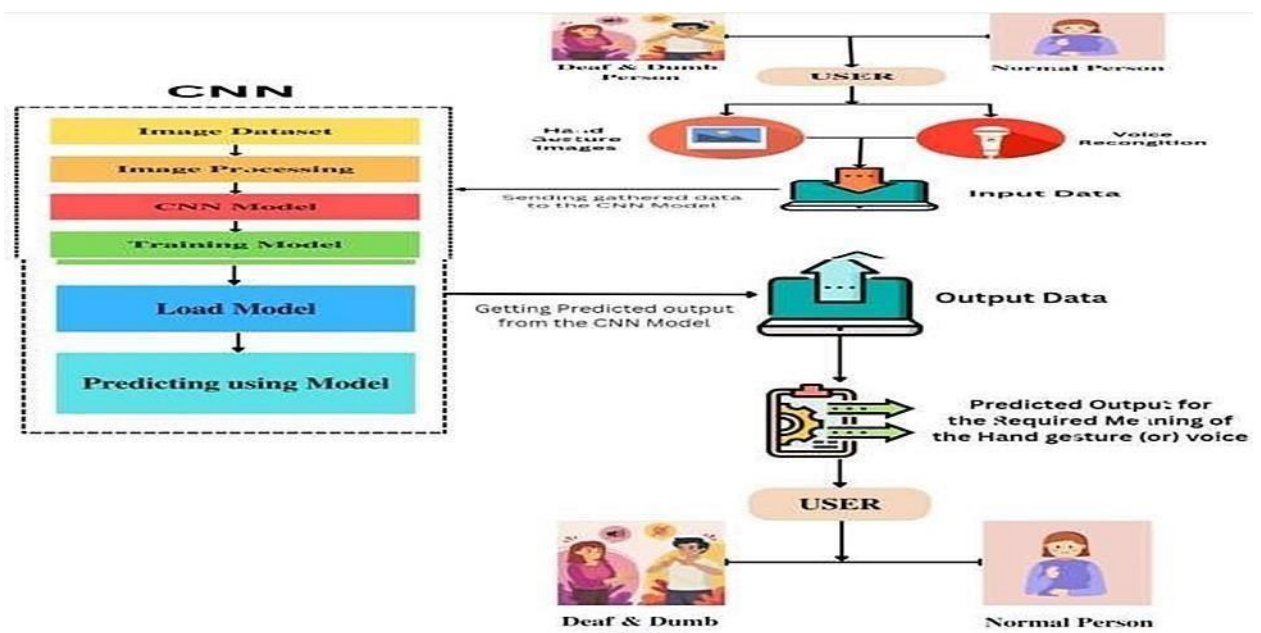 Deaf & Dumb
Person
Normal Person
USER
CNN
Image Dataset
Image Processing
CNN Model
Training Model
Load Model
Predicting using Model
Hand
Gusture
Images
Voice
Recongition
Input Data
Sending gathered data
to the CNN Model
Getting Predicted output
from the CNN Model
Output Data
Predicted Output for
the Required Meaning of
the Hand gesture (or) voice
USER
Deaf & Dumb
Normal Person